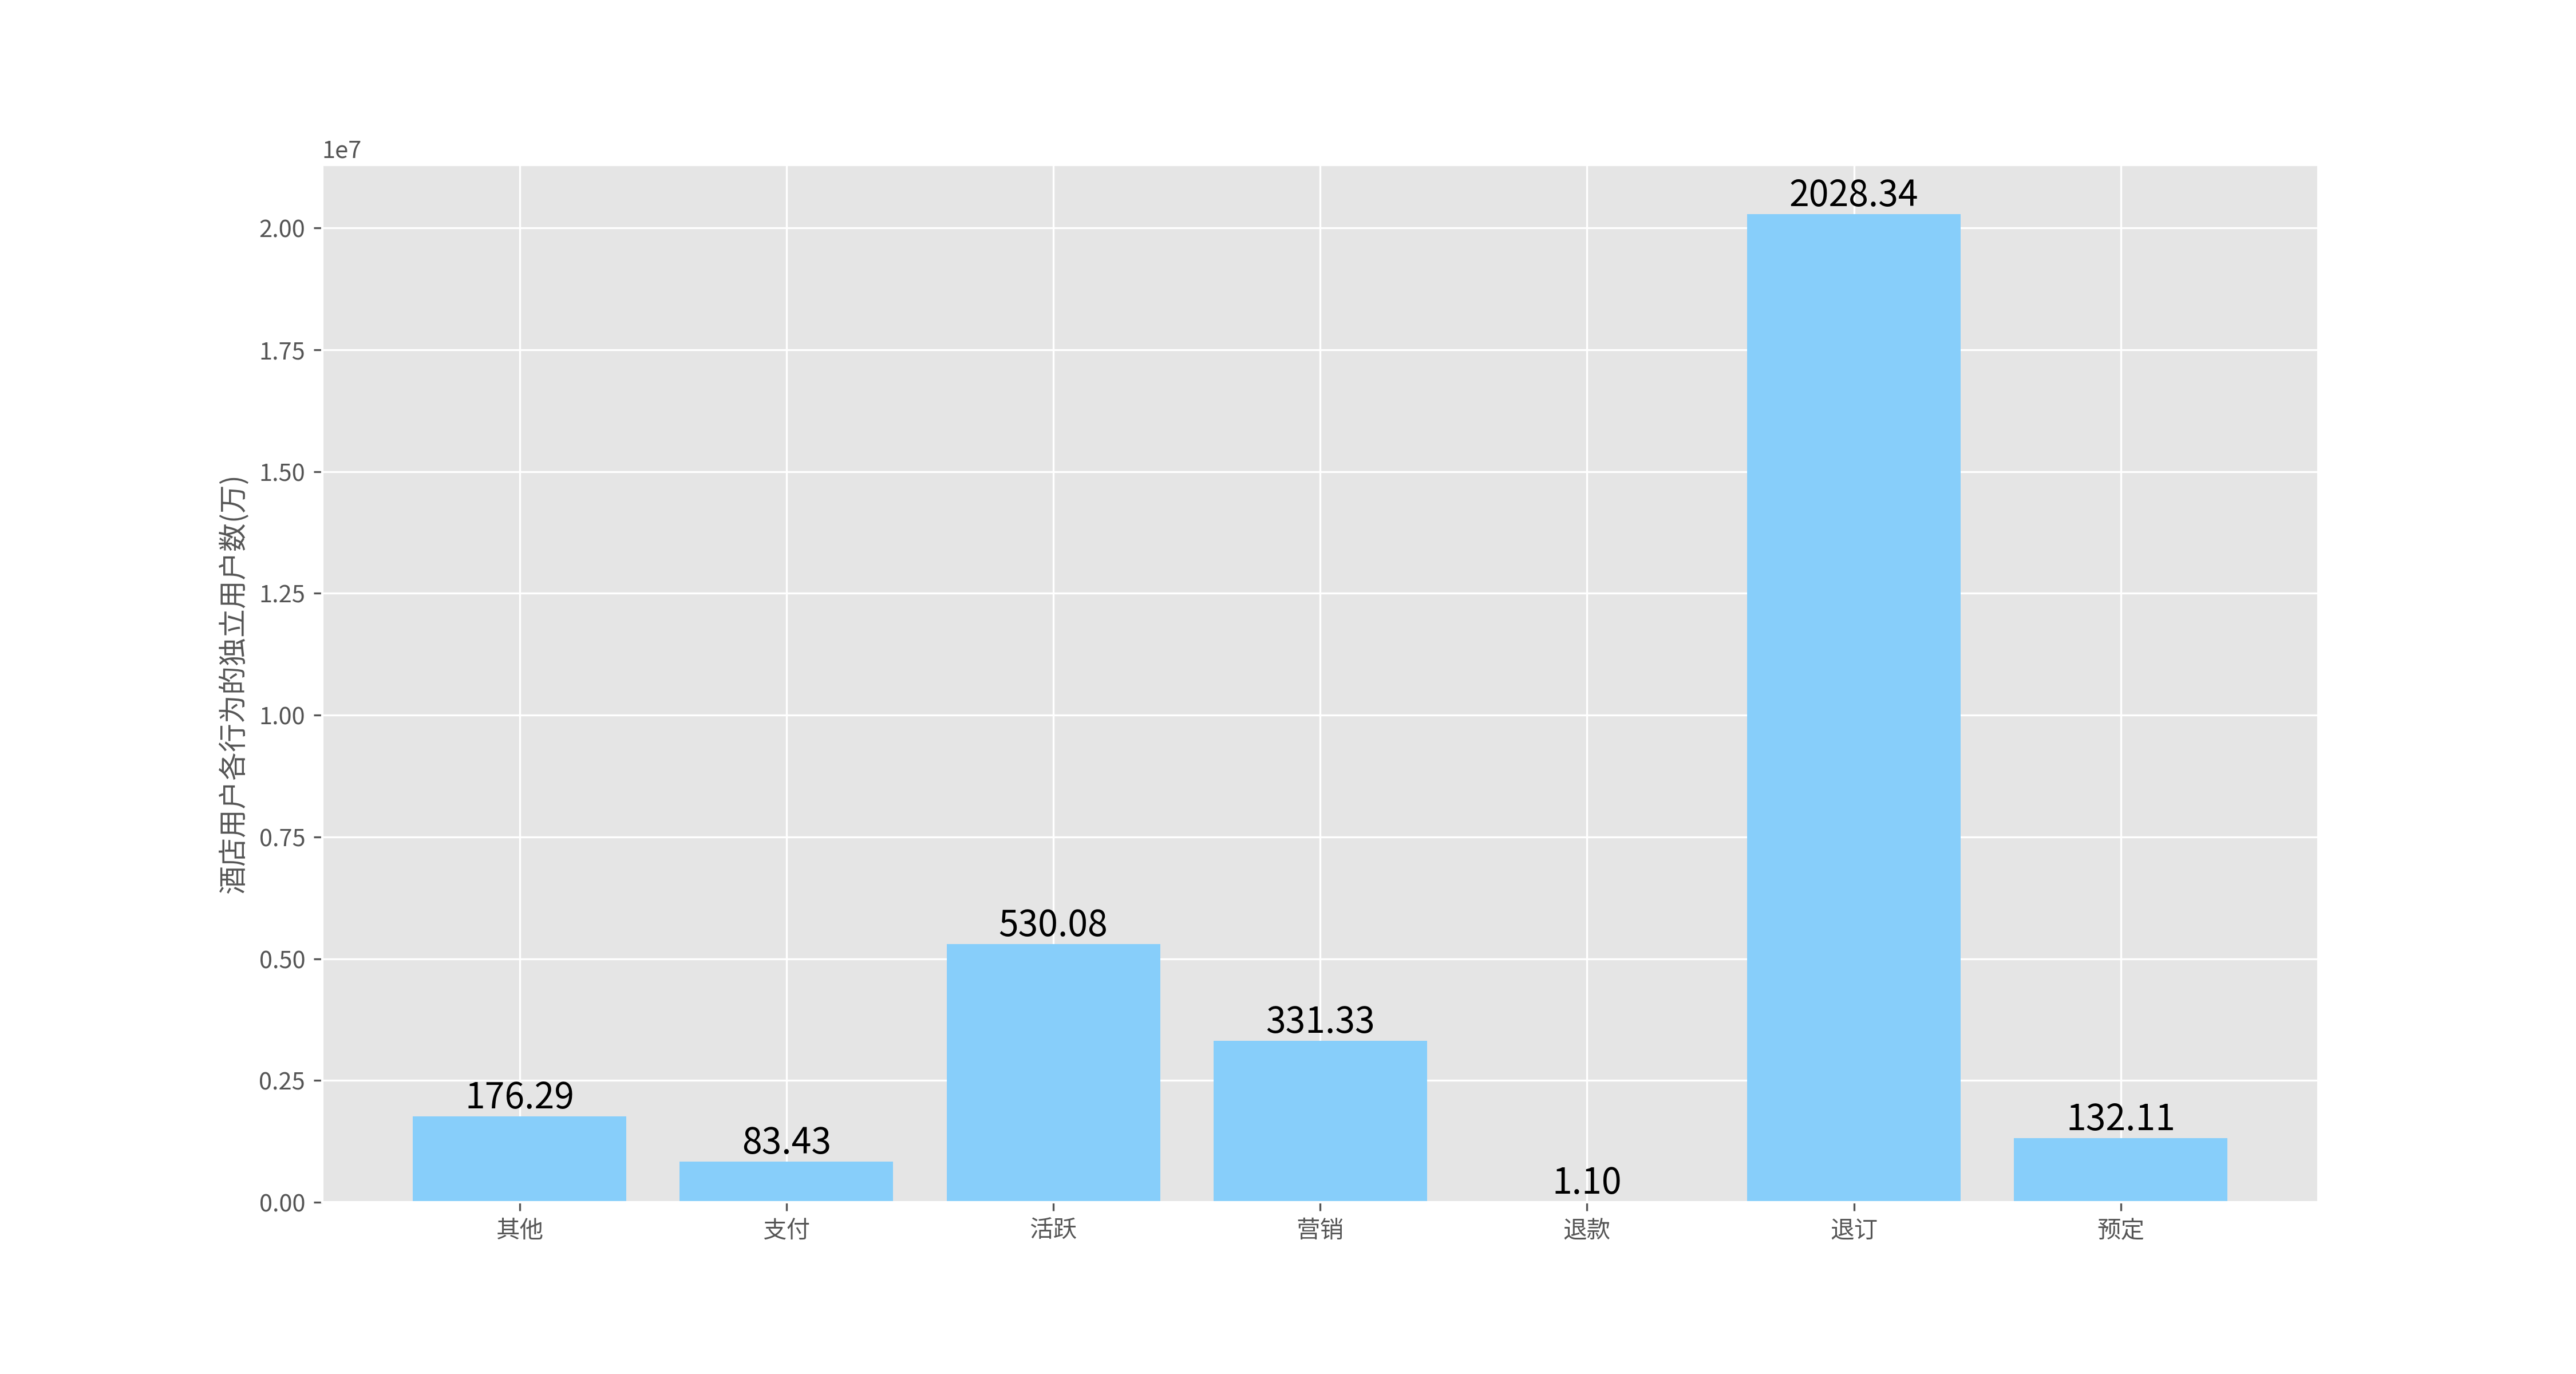 1e7
2.00
1.75
1.50
1.25
1.00
0.75
0.50
0.25
0.00
酒店用户各行为的独立用户数(万)
176.29
83.43
530.08
331.33
1.10
2028.34
132.11
其他
支付
活跃
营销
退款
退订
预定